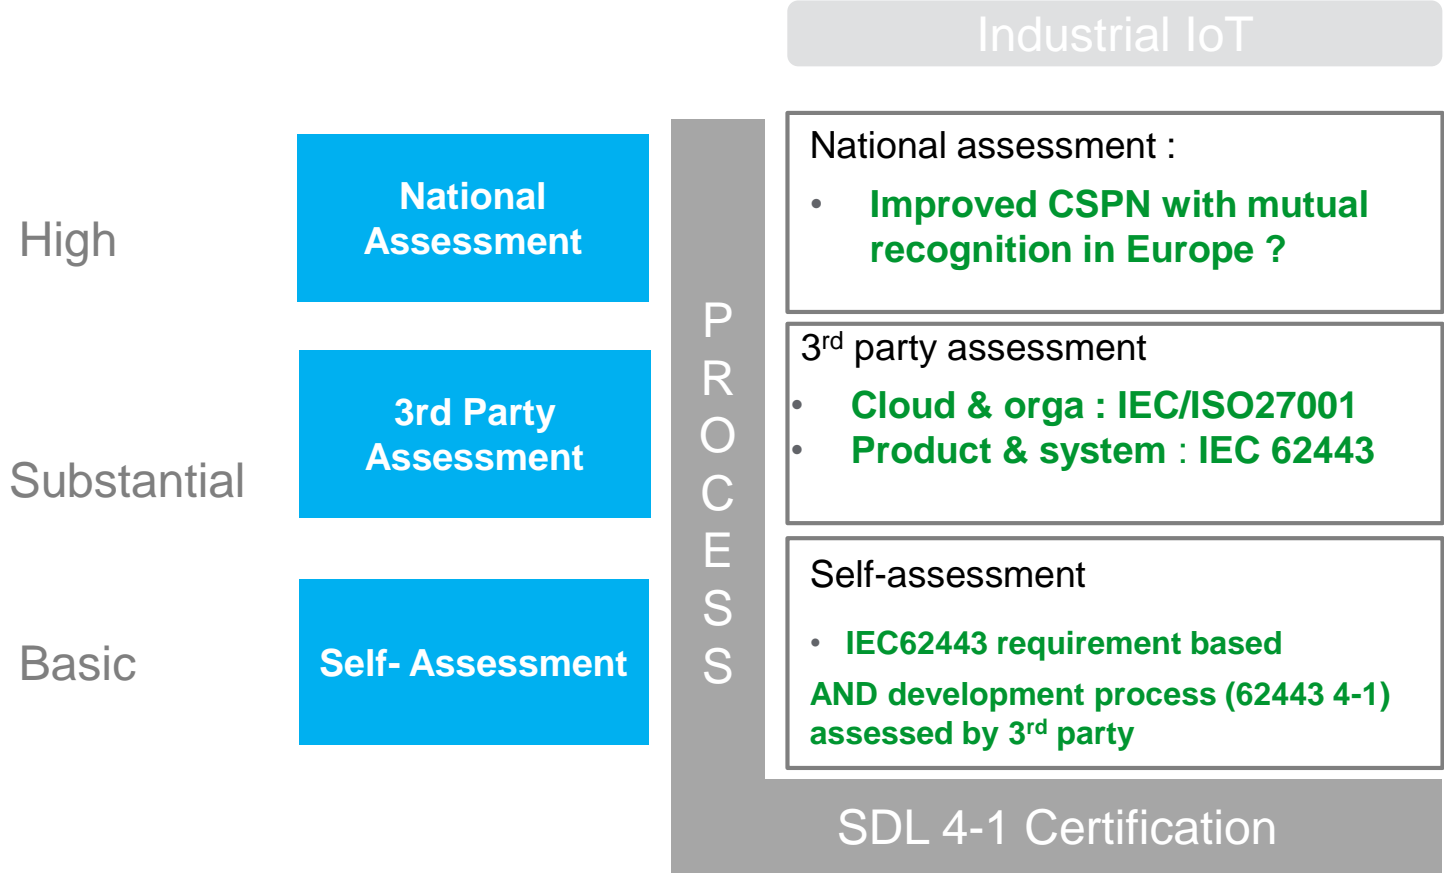 Industrial IoT
High
National
Assessment
National assessment :
• Improved CSPN with mutual
recognition in Europe ?
Substantial
3rd Party
Assessment
3rd party assessment
• Cloud & orga : IEC/ISO27001
• Product & system : IEC 62443
Basic
Self- Assessment
Self-assessment
• IEC62443 requirement based
AND development process (62443 4-1)
assessed by 3rd party
P
R
O
C
E
S
S
SDL 4-1 Certification